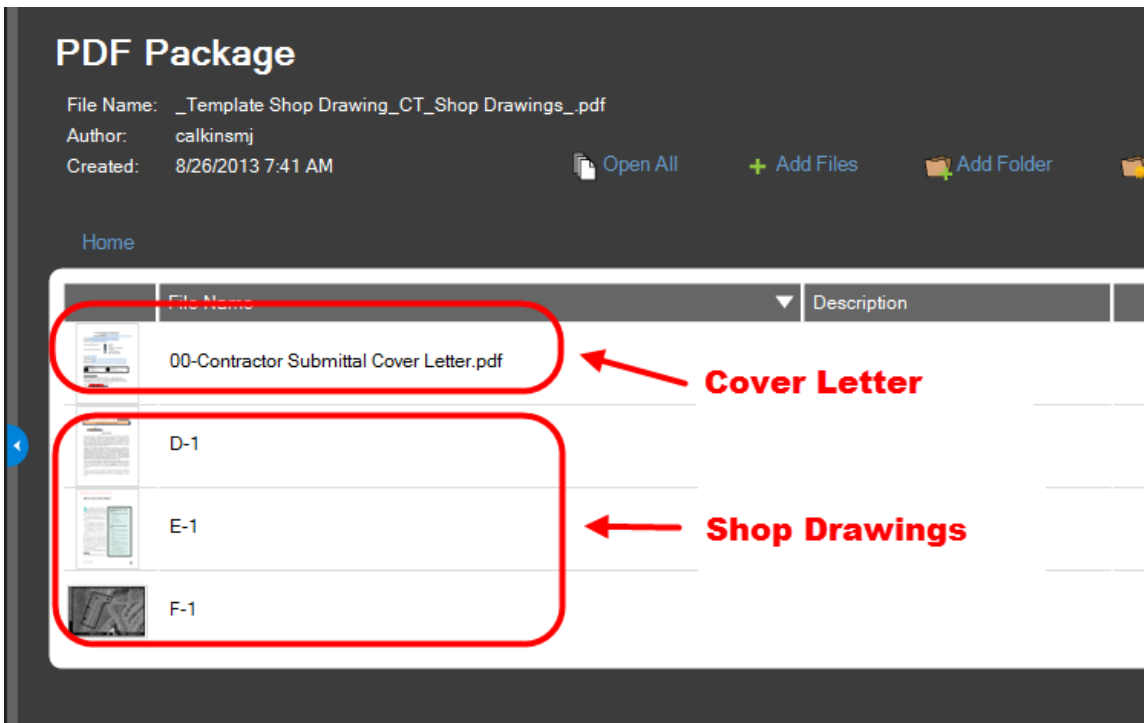 PDF Package
File Name: _Template Shop Drawing_CT_Shop Drawings_.pdf
Author: calkinsmj
Created: 8/26/2013 7:41 AM
Open All Add Files Add Folder
Home
File Name Description
00-Contractor Submittal Cover Letter.pdf
Cover Letter
D-1
E-1
Shop Drawings
F-1